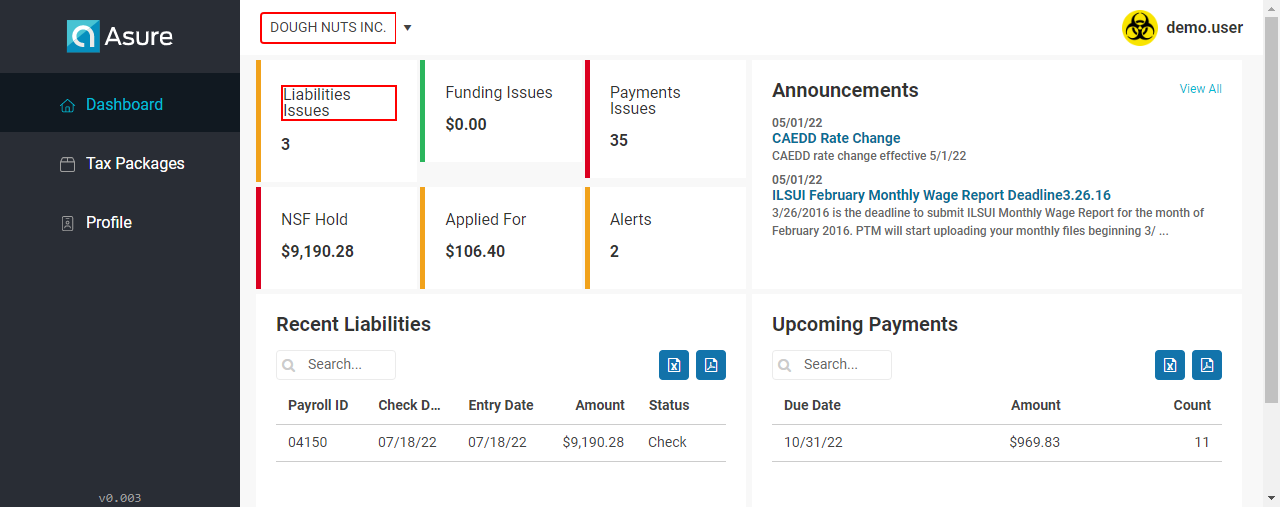 Asure
DOUGH NUTS INC.
demo.user
Dashboard
Tax Packages
Profile
v0.003
Liabilities
Issues
3
Funding Issues
$0.00
Payments
Issues
35
NSF Hold
$9,190.28
Applied For
$106.40
Alerts
2
Announcements
View All
05/01/22
CAEDD Rate Change
CAEDD rate change effective 5/1/22
05/01/22
ILSUI February Monthly Wage Report Deadline3.26.16
3/26/2016 is the deadline to submit ILSUI Monthly Wage Report for the month of
February 2016. PTM will start uploading your monthly files beginning 3/ ...
Recent Liabilities
Search...
Payroll ID Check D... Entry Date Amount Status
04150 07/18/22 07/18/22 $9,190.28 Check
Upcoming Payments
Search...
Due Date Amount Count
10/31/22 $969.83 11